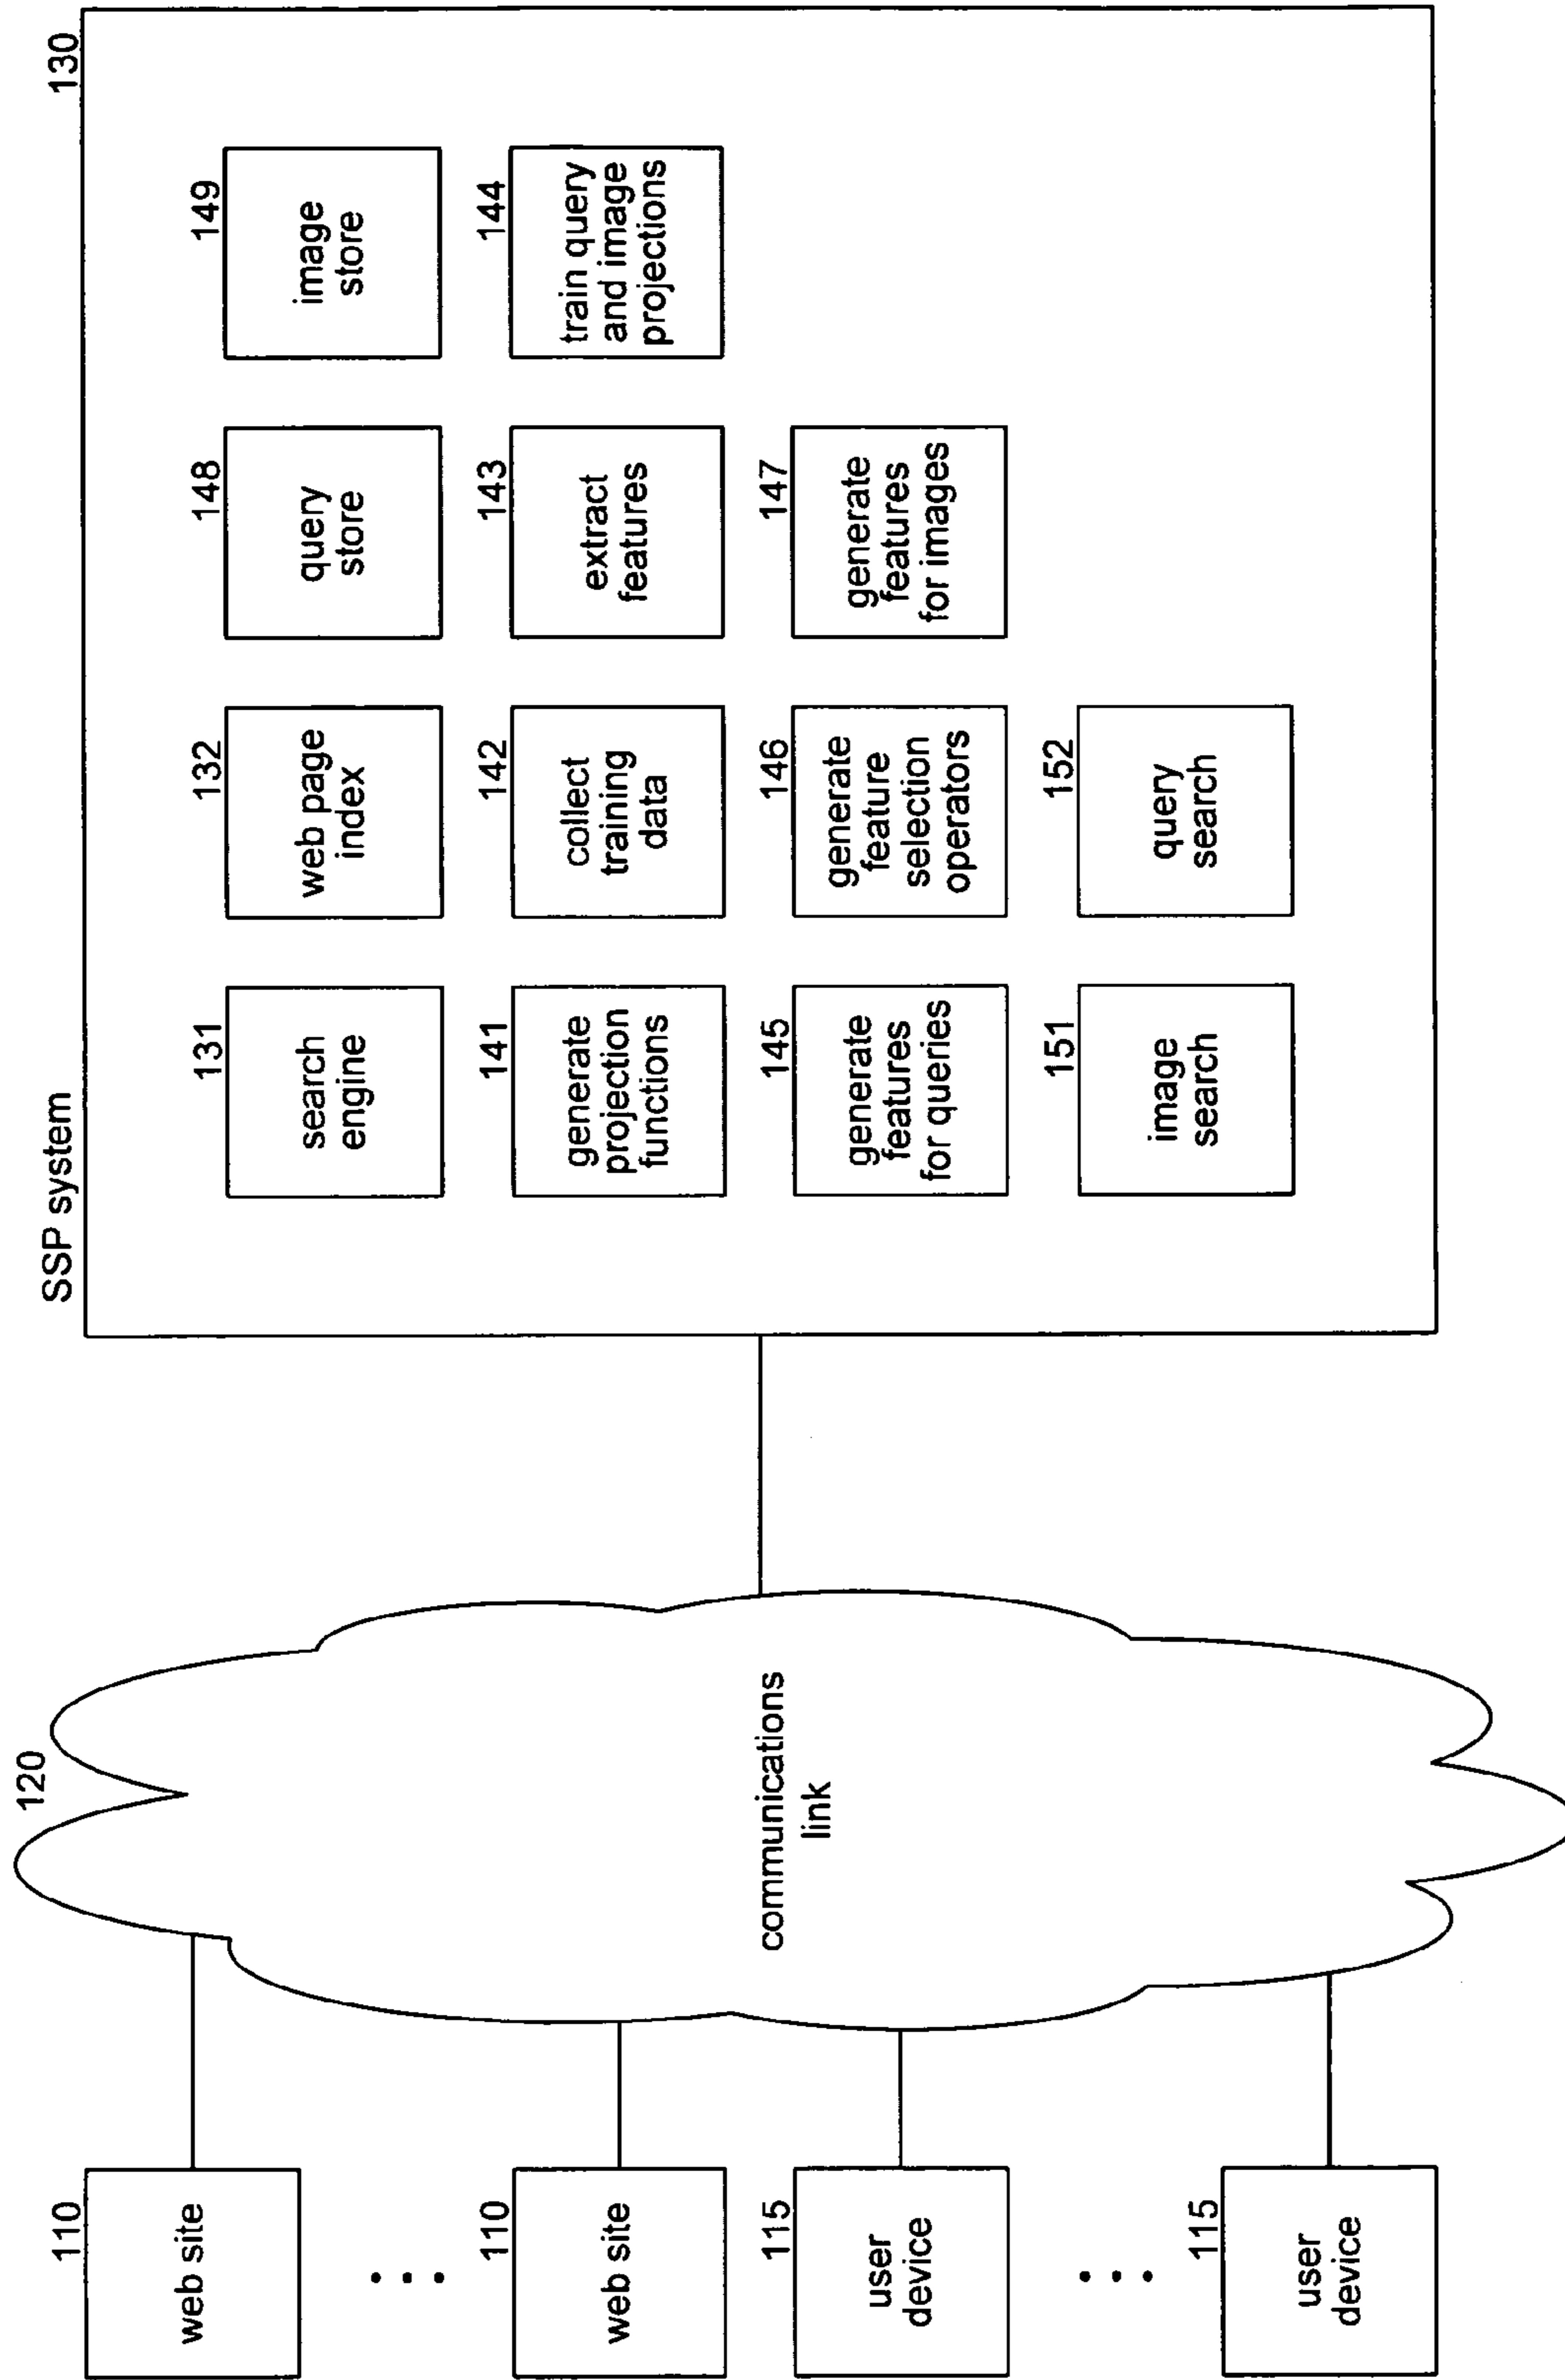 110
web site
110
web site
115
user
device
115
user
device
120
communications
link
SSP system
130
131
search
engine
132
web page
index
148
query
store
149
image
store
141
generate
projection
functions
142
collect
training
data
143
extract
features
144
train query
and image
projections
145
generate
features
for queries
146
generate
feature
selection
operators
147
generate
features
for images
151
image
search
152
query
search